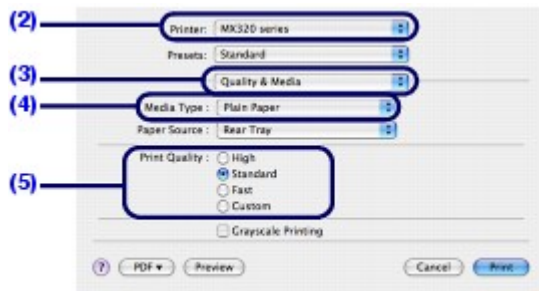 (2) Printer: MX320 series
Presets: Standard
(3) Quality & Media
(4) Media Type : Plain Paper
Paper Source : Rear Tray
Print Quality : High
(5) Standard
Fast
Custom
Grayscale Printing
? PDF ▼ Preview Cancel Print